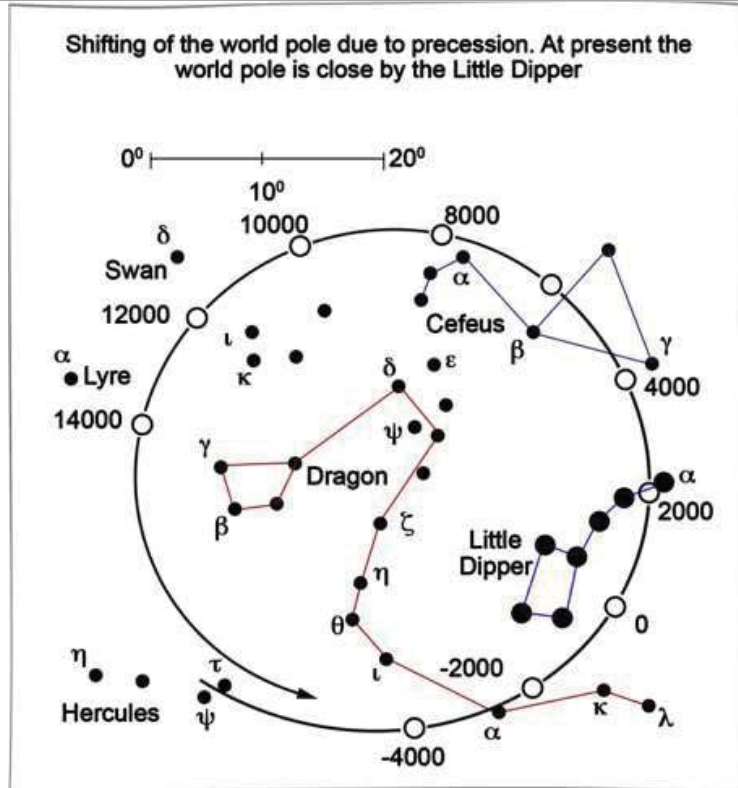 Shifting of the world pole due to precession. At present the
world pole is close by the Little Dipper
0⁰
20⁰
10⁰
10000
8000
δ
Swan
α
12000
Cefeus
ι
κ
β
γ
ε
α
Lyre
δ
4000
14000
ψ
γ
Dragon
α
β
ζ
2000
Little
Dipper
η
θ
0
ι
-2000
η
τ
κ
λ
Hercules
ψ
α
-4000